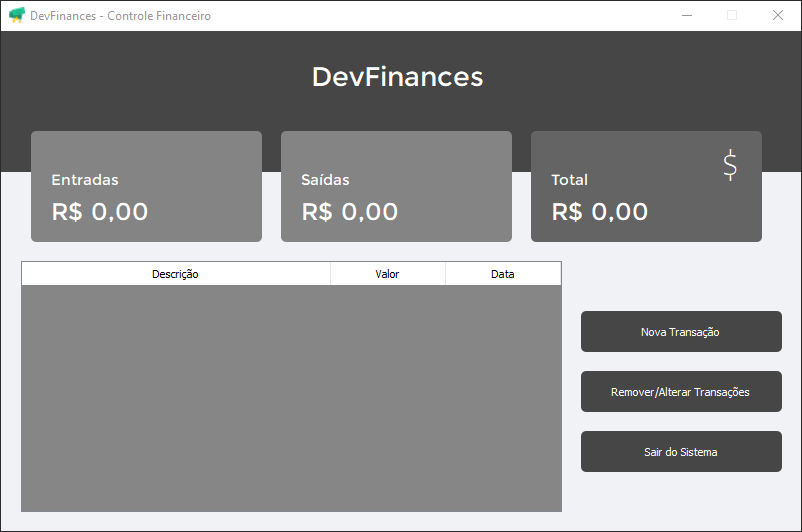 DevFinances - Controle Financeiro
DevFinances
Entradas
R$ 0,00
Saídas
R$ 0,00
Total
$
R$ 0,00
Descrição Valor Data
Nova Transação
Remover/Alterar Transações
Sair do Sistema